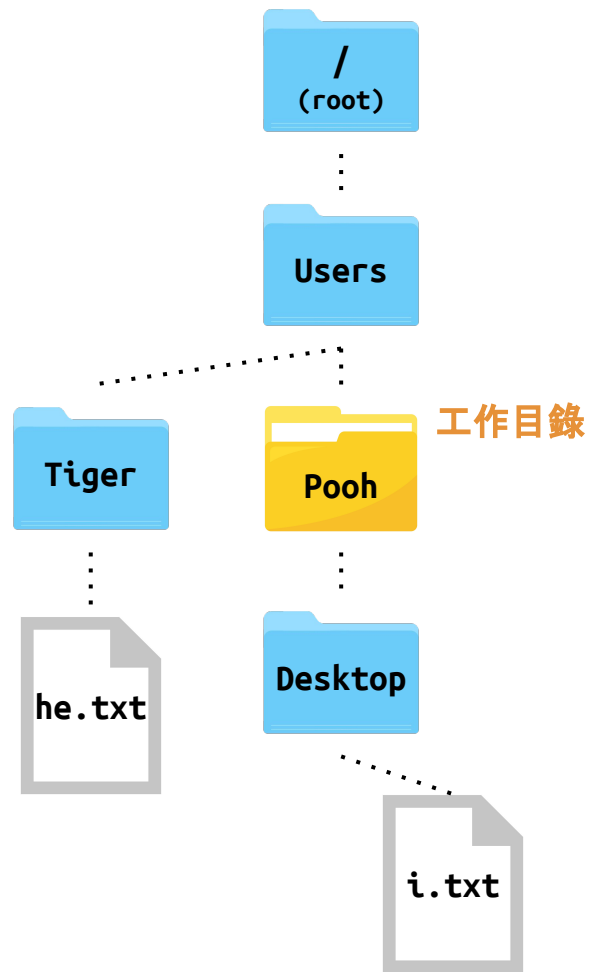 /
(root)
Users
工作目錄
Tiger
Pooh
he.txt
Desktop
i.txt